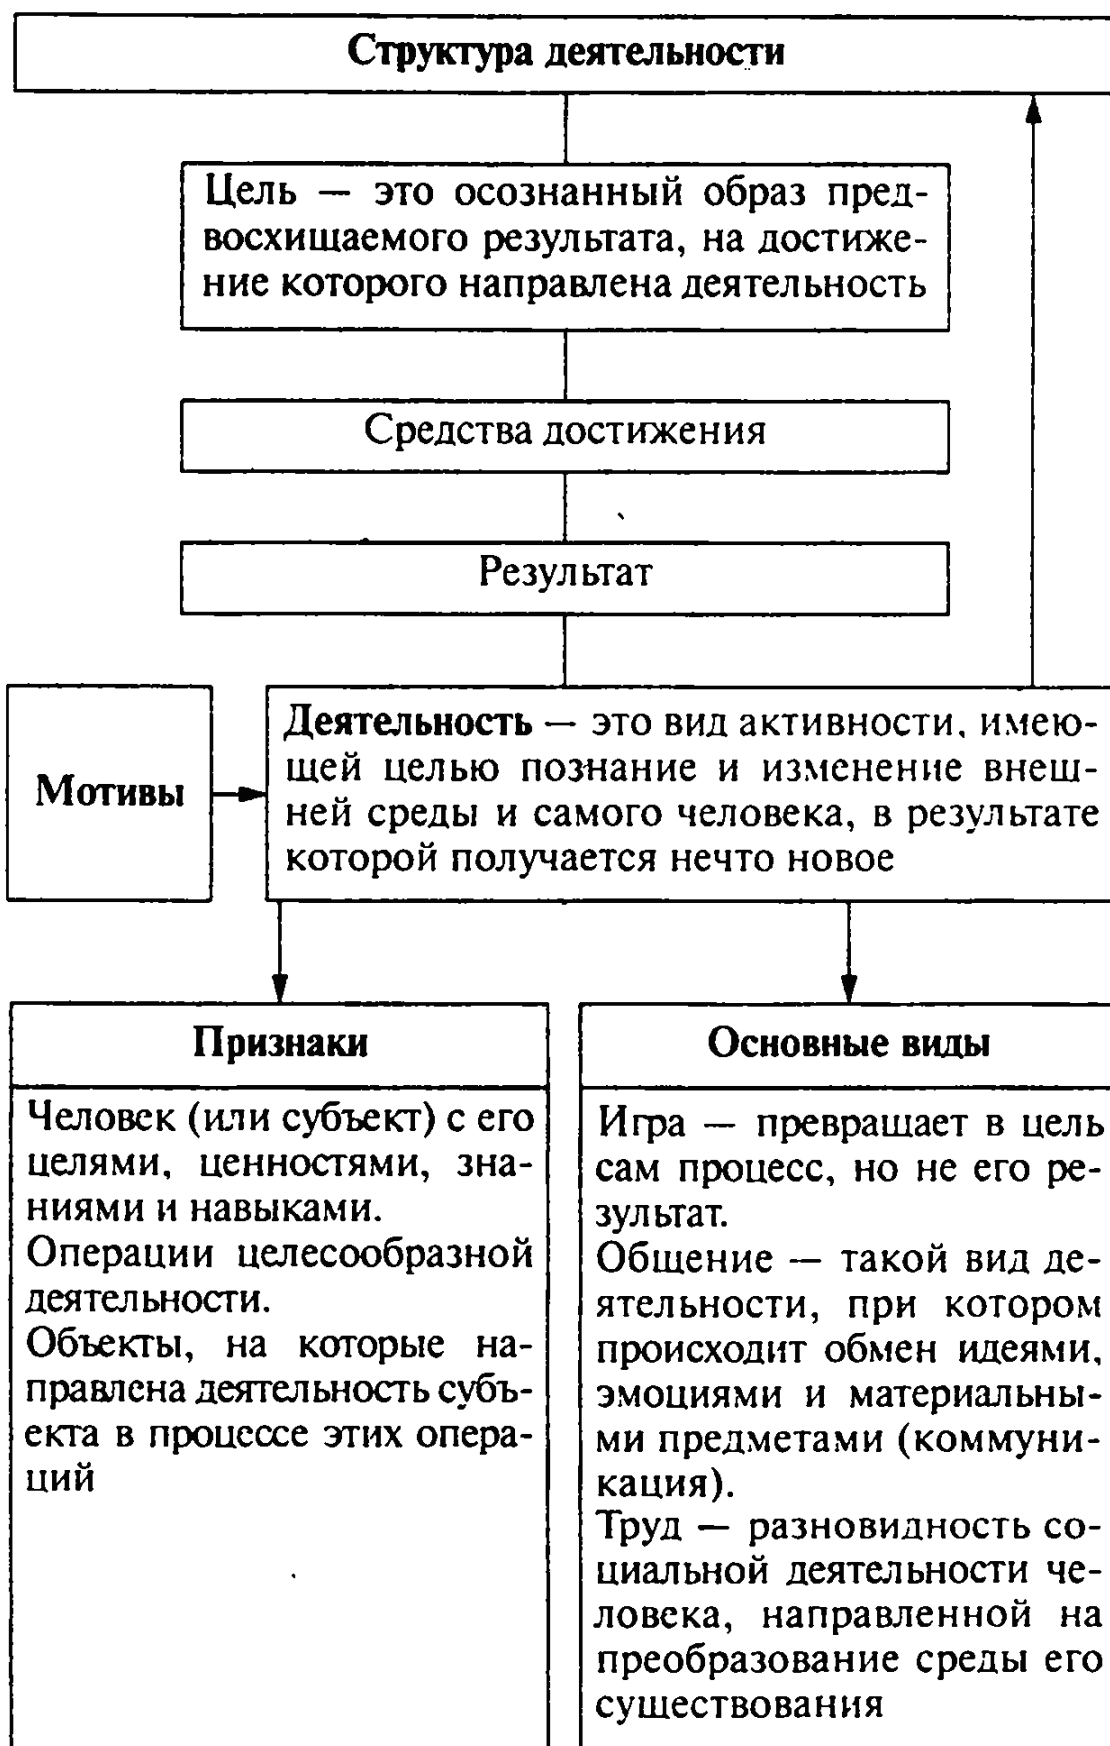 Структура деятельности
Цель — это осознанный образ пред-
восхищаемого результата, на достиже-
ние которого направлена деятельность
Средства достижения
Результат
Мотивы
Деятельность — это вид активности, имею-
щей целью познание и изменение внеш-
ней среды и самого человека, в результате
которой получается нечто новое
Признаки
Человек (или субъект) с его
целями, ценностями, зна-
ниями и навыками.
Операции целесообразной
деятельности.
Объекты, на которые на-
правлена деятельность субъ-
екта в процессе этих опера-
ций
Основные виды
Игра — превращает в цель
сам процесс, но не его ре-
зультат.
Общение — такой вид де-
ятельности, при котором
происходит обмен идеями,
эмоциями и материальны-
ми предметами (коммуни-
кация).
Труд — разновидность со-
циальной деятельности че-
ловека, направленной на
преобразование среды его
существования